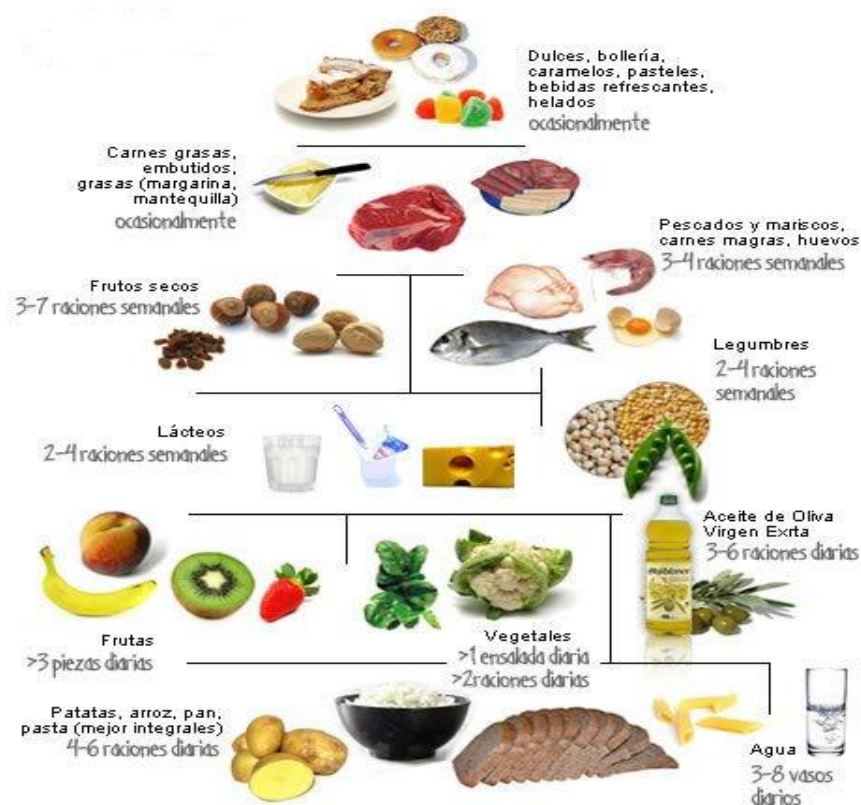 Dulces, bollería,
caramelos, pasteles,
bebidas refrescantes,
helados
ocasionalmente
Carnes grasas,
embutidos,
grasas (margarina,
mantequilla)
ocasionalmente
Pescados y mariscos,
carnes magras, huevos
3-4 raciones semanales
Frutos secos
3-7 raciones semanales
Legumbres
2-4 raciones
semanales
Lácteos
2-4 raciones semanales
Aceite de Oliva
Virgen Exrta
3-6 raciones diarias
Frutas
>3 piezas diarias
Vegetales
>1 ensalada diaria
>2 raciones diarias
Patatas, arroz, pan,
pasta (mejor integrales)
4-6 raciones diarias
Agua
3-8 vasos
diarios